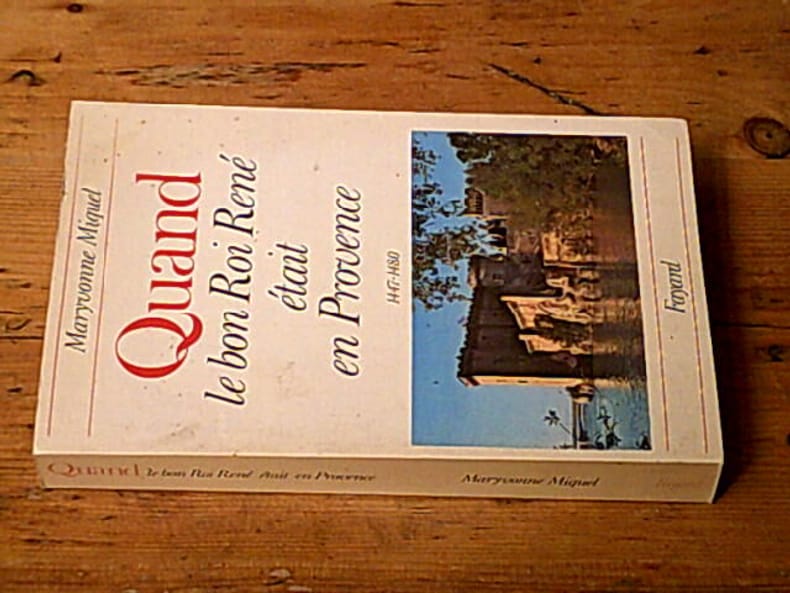 Maryvonne Miquel
Quand
le bon Roi René
était
en Provence
1447-1480
Fayard
Quand le bon Roi René était en Provence
Maryvonne Miquel
Fayard